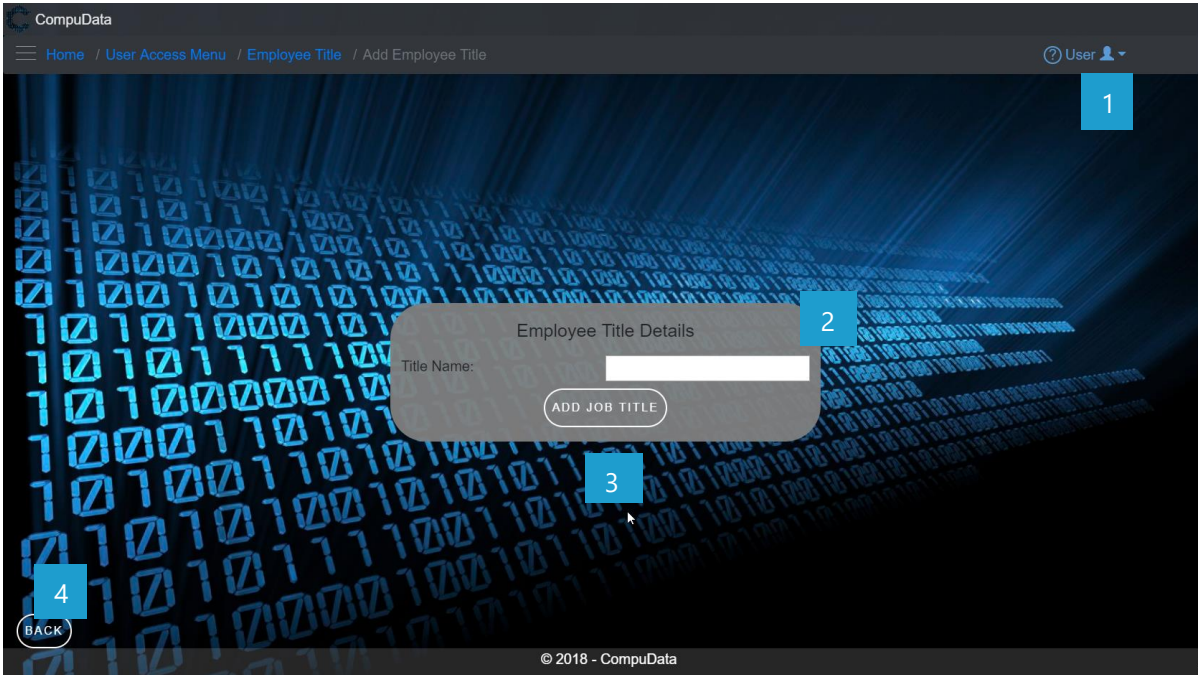 CompuData
Home / User Access Menu / Employee Title / Add Employee Title
? User
1
2
Employee Title Details
Title Name:
ADD JOB TITLE
3
4
BACK
© 2018 - CompuData